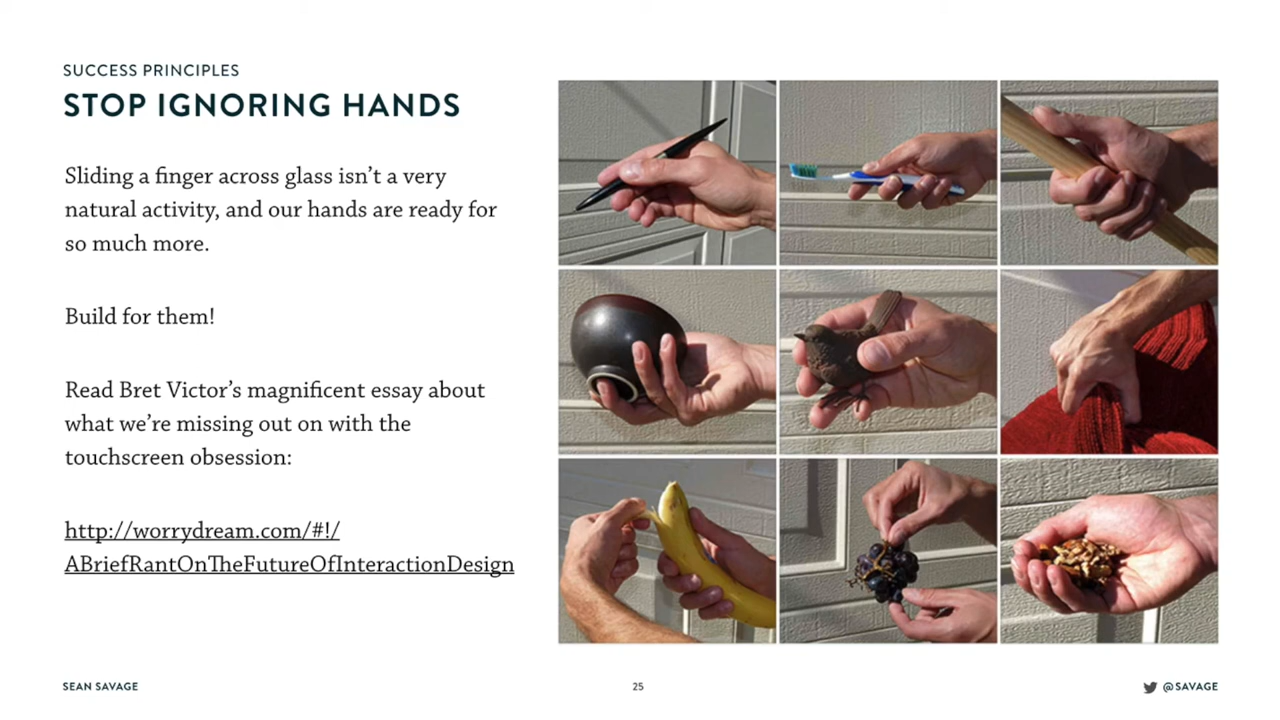 SUCCESS PRINCIPLES
STOP IGNORING HANDS
Sliding a finger across glass isn’t a very
natural activity, and our hands are ready for
so much more.
Build for them!
Read Bret Victor’s magnificent essay about
what we’re missing out on with the
touchscreen obsession:
http://worrydream.com/#!/
ABriefRantOnTheFutureOfInteractionDesign
SEAN SAVAGE
25
@SAVAGE